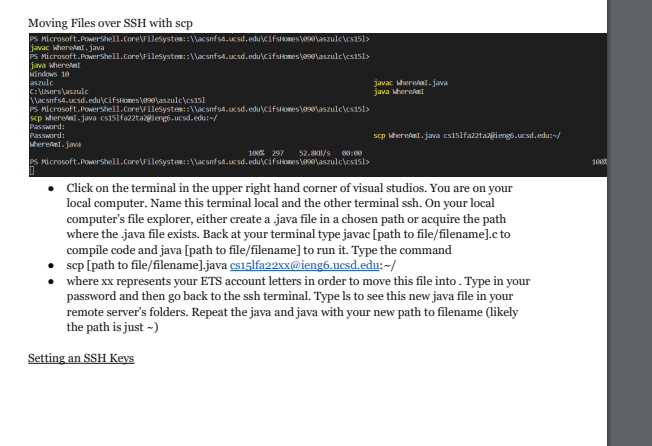 Moving Files over SSH with scp
PS Microsoft.PowerShell.Core\FileSystem::\\acsnfs4.ucsd.edu\CifsHomes\090\aszulc\cs15l>
javac WhereAmI.java
PS Microsoft.PowerShell.Core\FileSystem::\\acsnfs4.ucsd.edu\CifsHomes\090\aszulc\cs15l>
java WhereAmI
Windows 10
aszulc javac WhereAmI.java
C:\Users\aszulc java WhereAmI
\\acsnfs4.ucsd.edu\CifsHomes\090\aszulc\cs15l
PS Microsoft.PowerShell.Core\FileSystem::\\acsnfs4.ucsd.edu\CifsHomes\090\aszulc\cs15l>
scp WhereAmI.java cs15lfa22ta2@ieng6.ucsd.edu:~/
Password:
Password: scp WhereAmI.java cs15lfa22ta2@ieng6.ucsd.edu:~/
WhereAmI.java
100% 297 52.8KB/s 00:00
PS Microsoft.PowerShell.Core\FileSystem::\\acsnfs4.ucsd.edu\CifsHomes\090\aszulc\cs15l> 100%
● Click on the terminal in the upper right hand corner of visual studios. You are on your
local computer. Name this terminal local and the other terminal ssh. On your local
computer's file explorer, either create a .java file in a chosen path or acquire the path
where the .java file exists. Back at your terminal type javac [path to file/filename].c to
compile code and java [path to file/filename] to run it. Type the command
● scp [path to file/filename].java cs15lfa22xx@ieng6.ucsd.edu:~/
● where xx represents your ETS account letters in order to move this file into . Type in your
password and then go back to the ssh terminal. Type ls to see this new java file in your
remote server's folders. Repeat the java and java with your new path to filename (likely
the path is just ~)
Setting an SSH Keys